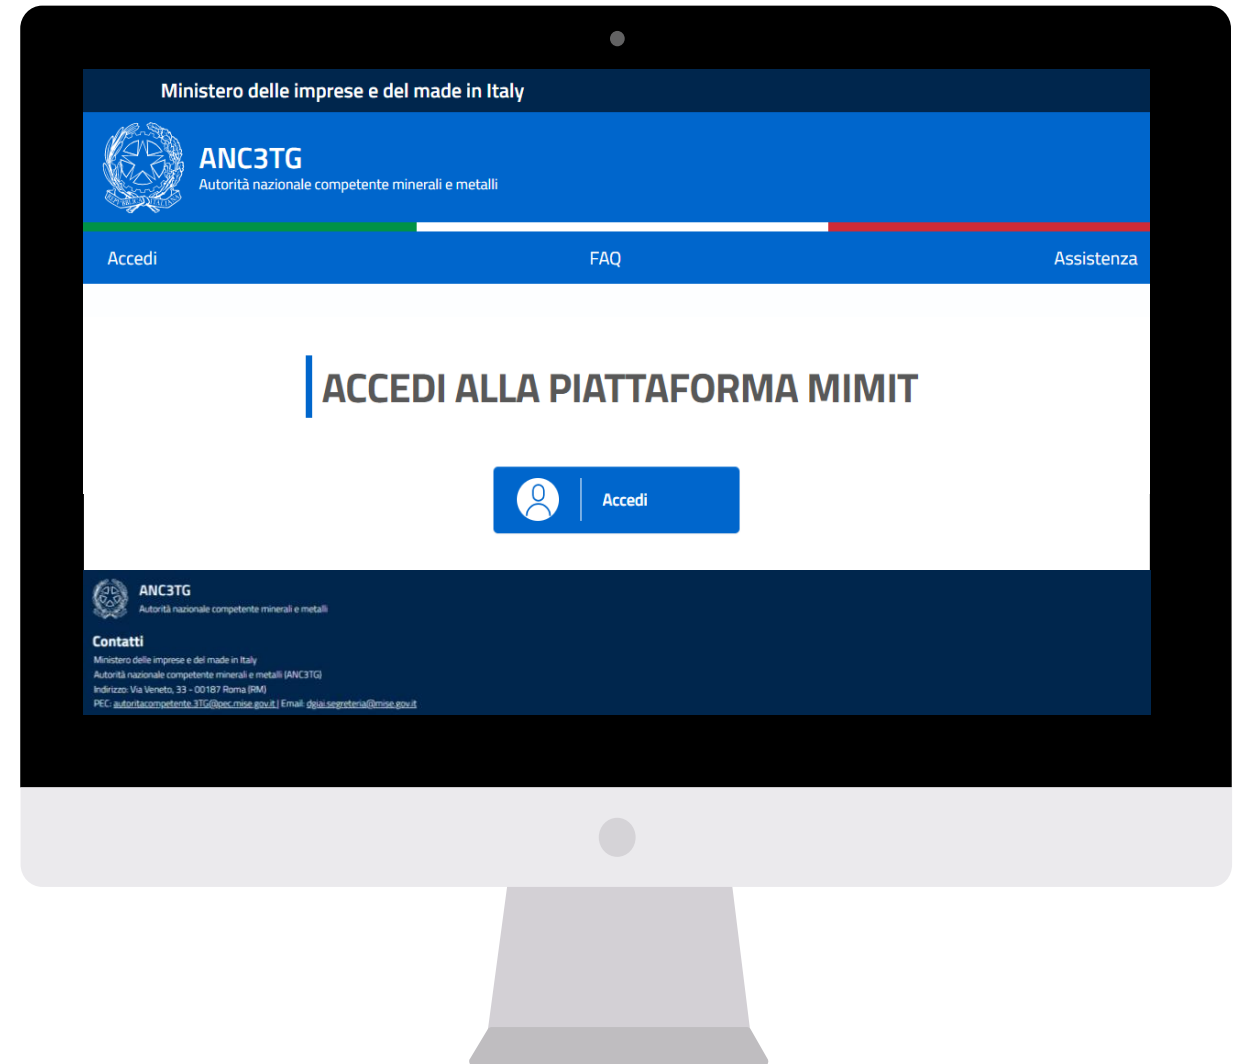 Ministero delle imprese e del made in Italy
ANC3TG
Autorità nazionale competente minerali e metalli
REPVBBLICA ITALIANA
Accedi
FAQ
Assistenza
ACCEDI ALLA PIATTAFORMA MIMIT
Accedi
ANC3TG
Autorità nazionale competente minerali e metalli
Contatti
Ministero delle imprese e del made in Italy
Autorità nazionale competente minerali e metalli (ANC3TG)
Indirizzo: Via Veneto, 33 - 00187 Roma (RM)
PEC: autoritacompetente.3TG@pec.mise.gov.it | Email: dgiai.segreteria@mise.gov.it